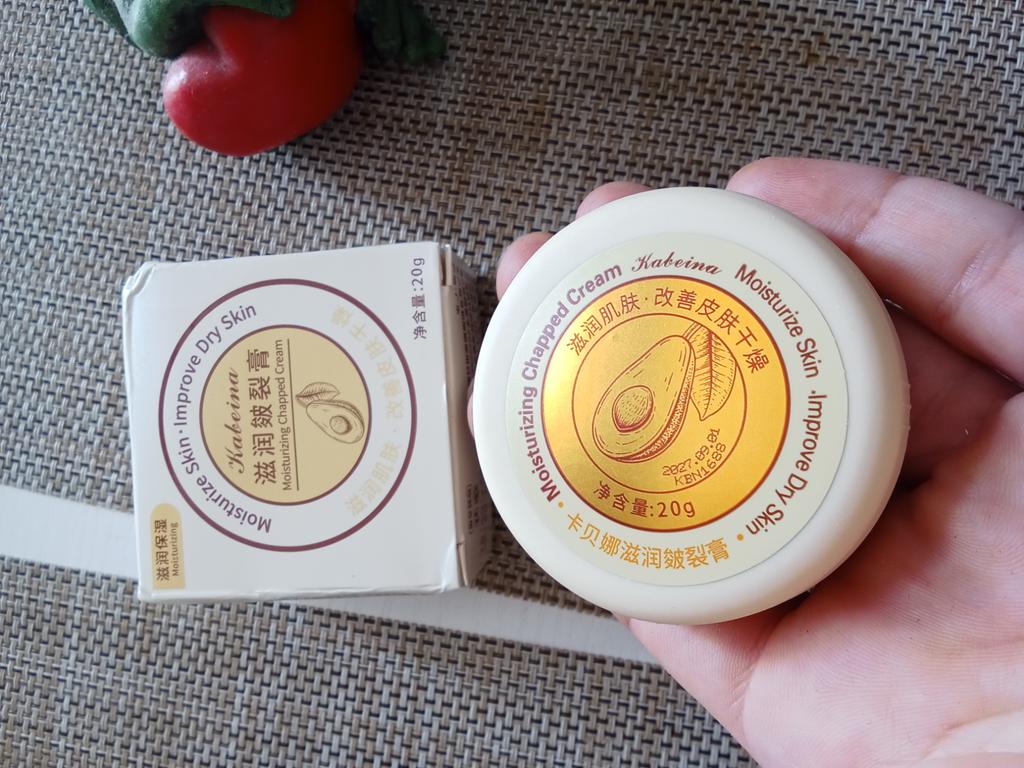 Moisturize Skin · Improve Dry Skin
Kabeina
滋润皴裂膏
Moisturizing Chapped Cream
滋润肌肤 · 改善皮肤干燥
净含量:20g
滋润保湿
Moisturizing
Moisturizing Chapped Cream Kabeina Moisturize Skin ·Improve Dry Skin
滋润肌肤·改善皮肤干燥
2027.09.01
KBN1688
净含量:20g
• 卡贝娜滋润皴裂膏 •